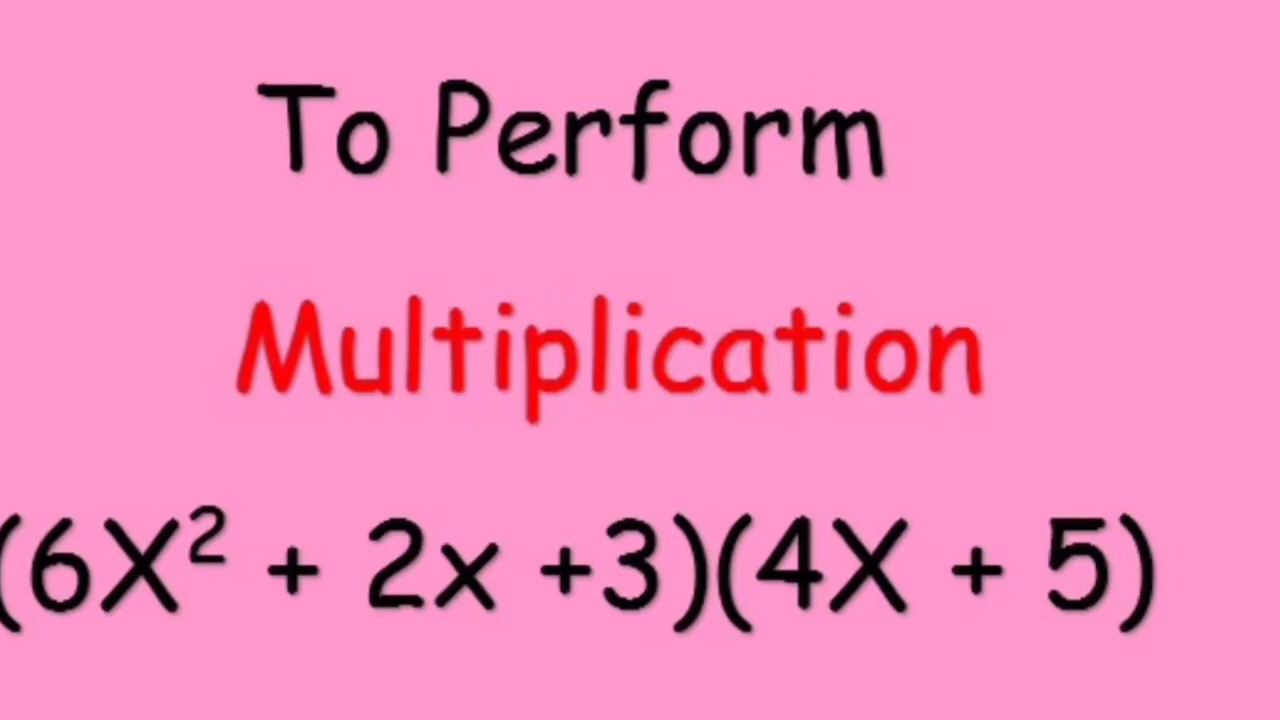 To Perform
Multiplication
(6X² + 2x +3)(4X + 5)